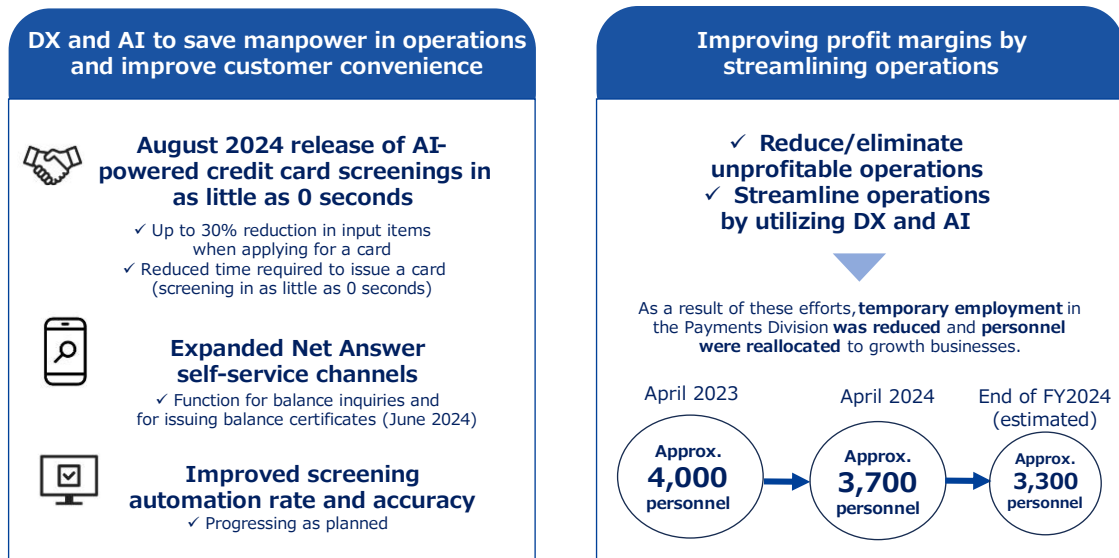 DX and AI to save manpower in operations
and improve customer convenience
August 2024 release of AI-
powered credit card screenings in
as little as 0 seconds
✓ Up to 30% reduction in input items
when applying for a card
✓ Reduced time required to issue a card
(screening in as little as 0 seconds)
Expanded Net Answer
self-service channels
✓ Function for balance inquiries and
for issuing balance certificates (June 2024)
Improved screening
automation rate and accuracy
✓ Progressing as planned
Improving profit margins by
streamlining operations
✓ Reduce/eliminate
unprofitable operations
✓ Streamline operations
by utilizing DX and AI
As a result of these efforts, temporary employment in
the Payments Division was reduced and personnel
were reallocated to growth businesses.
April 2023
Approx.
4,000
personnel
April 2024
Approx.
3,700
personnel
End of FY2024
(estimated)
Approx.
3,300
personnel